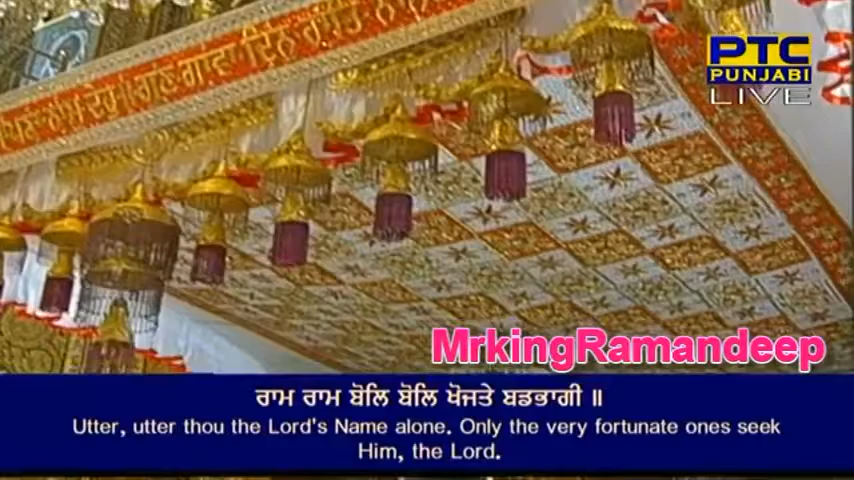 PTC
PUNJABI
LIVE
MrkingRamandeep
ਰਾਮ ਰਾਮ ਬੋਲਿ ਬੋਲਿ ਖੋਜਤੇ ਬਡਭਾਗੀ ॥
Utter, utter thou the Lord's Name alone. Only the very fortunate ones seek
Him, the Lord.